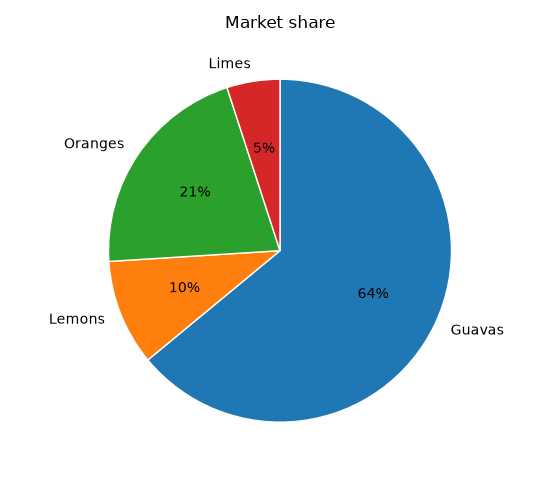 Market share
Limes
5%
Oranges
21%
10%
64%
Lemons
Guavas